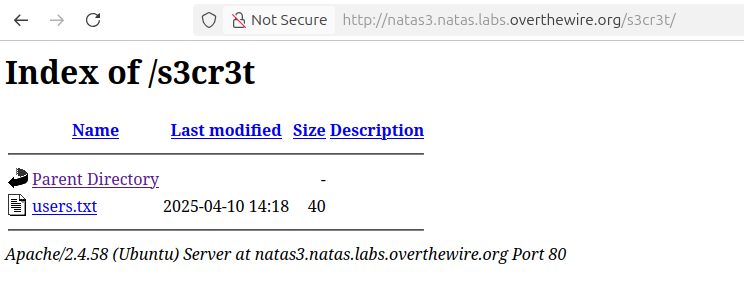 Not Secure http://natas3.natas.labs.overthewire.org/s3cr3t/
Index of /s3cr3t
Name Last modified Size Description
Parent Directory -
users.txt 2025-04-10 14:18 40
Apache/2.4.58 (Ubuntu) Server at natas3.natas.labs.overthewire.org Port 80